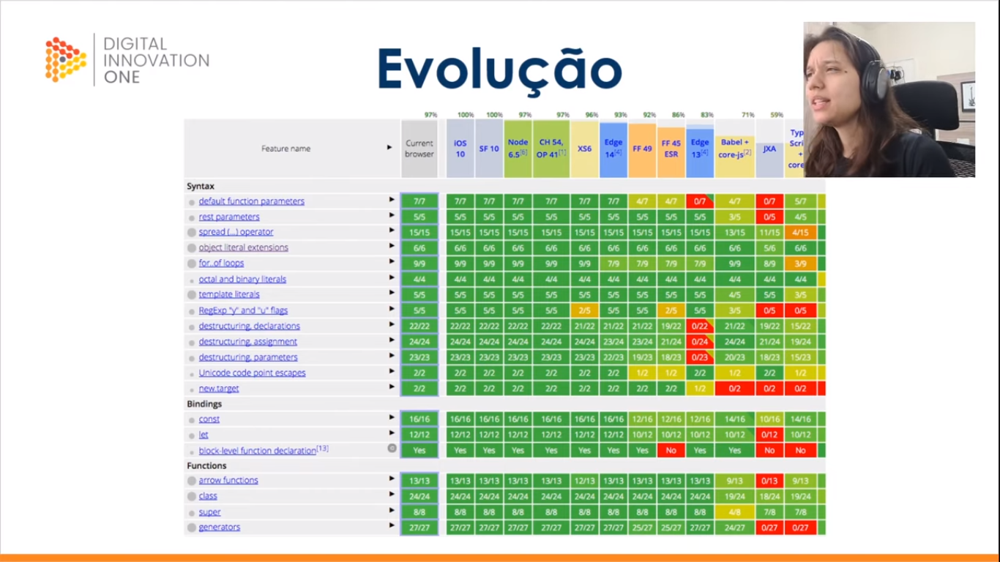 DIGITAL
INNOVATION
ONE
Evolução
97% 100% 100% 97% 97% 96% 93% 92% 86% 83% 71% 59%
Feature name ▶ Current browser iOS 10 SF 10 Node 6.5[6] CH 54, OP 41[1] XS6 Edge 14[4] FF 49 FF 45 ESR Edge 13[4] Babel + core-js[2] JXA Typ Scri + core
Syntax
default function parameters ▶ 7/7 7/7 7/7 7/7 7/7 7/7 7/7 4/7 4/7 0/7 4/7 0/7 5/7
rest parameters ▶ 5/5 5/5 5/5 5/5 5/5 5/5 5/5 5/5 5/5 5/5 3/5 0/5 4/5
spread (...) operator ▶ 15/15 15/15 15/15 15/15 15/15 15/15 15/15 15/15 15/15 15/15 13/15 11/15 4/15
object literal extensions ▶ 6/6 6/6 6/6 6/6 6/6 6/6 6/6 6/6 6/6 6/6 6/6 5/6 6/6
for..of loops ▶ 9/9 9/9 9/9 9/9 9/9 9/9 7/9 7/9 7/9 7/9 9/9 8/9 3/9
octal and binary literals ▶ 4/4 4/4 4/4 4/4 4/4 4/4 4/4 4/4 4/4 4/4 4/4 4/4 4/4
template literals ▶ 5/5 5/5 5/5 5/5 5/5 5/5 5/5 5/5 5/5 5/5 4/5 4/5 3/5
RegExp "y" and "u" flags ▶ 5/5 5/5 5/5 5/5 5/5 2/5 5/5 5/5 2/5 5/5 3/5 0/5 0/5
destructuring, declarations ▶ 22/22 22/22 22/22 22/22 22/22 21/22 22/22 21/22 19/22 0/22 21/22 19/22 15/22
destructuring, assignment ▶ 24/24 24/24 24/24 24/24 24/24 24/24 23/24 23/24 21/24 0/24 24/24 21/24 19/24
destructuring, parameters ▶ 23/23 23/23 23/23 23/23 23/23 23/23 22/23 19/23 18/23 0/23 20/23 18/23 15/23
Unicode code point escapes ▶ 2/2 2/2 2/2 2/2 2/2 2/2 2/2 1/2 1/2 2/2 1/2 2/2 1/2
new.target ▶ 2/2 2/2 2/2 2/2 2/2 2/2 2/2 2/2 2/2 1/2 0/2 0/2 0/2
Bindings
const ▶ 16/16 16/16 16/16 16/16 16/16 16/16 16/16 12/16 12/16 12/16 14/16 10/16 14/16
let ▶ 12/12 12/12 12/12 12/12 12/12 12/12 12/12 10/12 10/12 10/12 10/12 0/12 10/12
block-level function declaration[13] Yes Yes Yes Yes Yes Yes Yes Yes No Yes Yes No No
Functions
arrow functions ▶ 13/13 13/13 13/13 13/13 13/13 12/13 13/13 13/13 13/13 13/13 9/13 0/13 9/13
class ▶ 24/24 24/24 24/24 24/24 24/24 24/24 24/24 24/24 24/24 24/24 19/24 18/24 19/24
super ▶ 8/8 8/8 8/8 8/8 8/8 8/8 8/8 8/8 8/8 8/8 4/8 7/8 7/8
generators ▶ 27/27 27/27 27/27 27/27 27/27 27/27 27/27 25/27 25/27 27/27 24/27 0/27 0/27